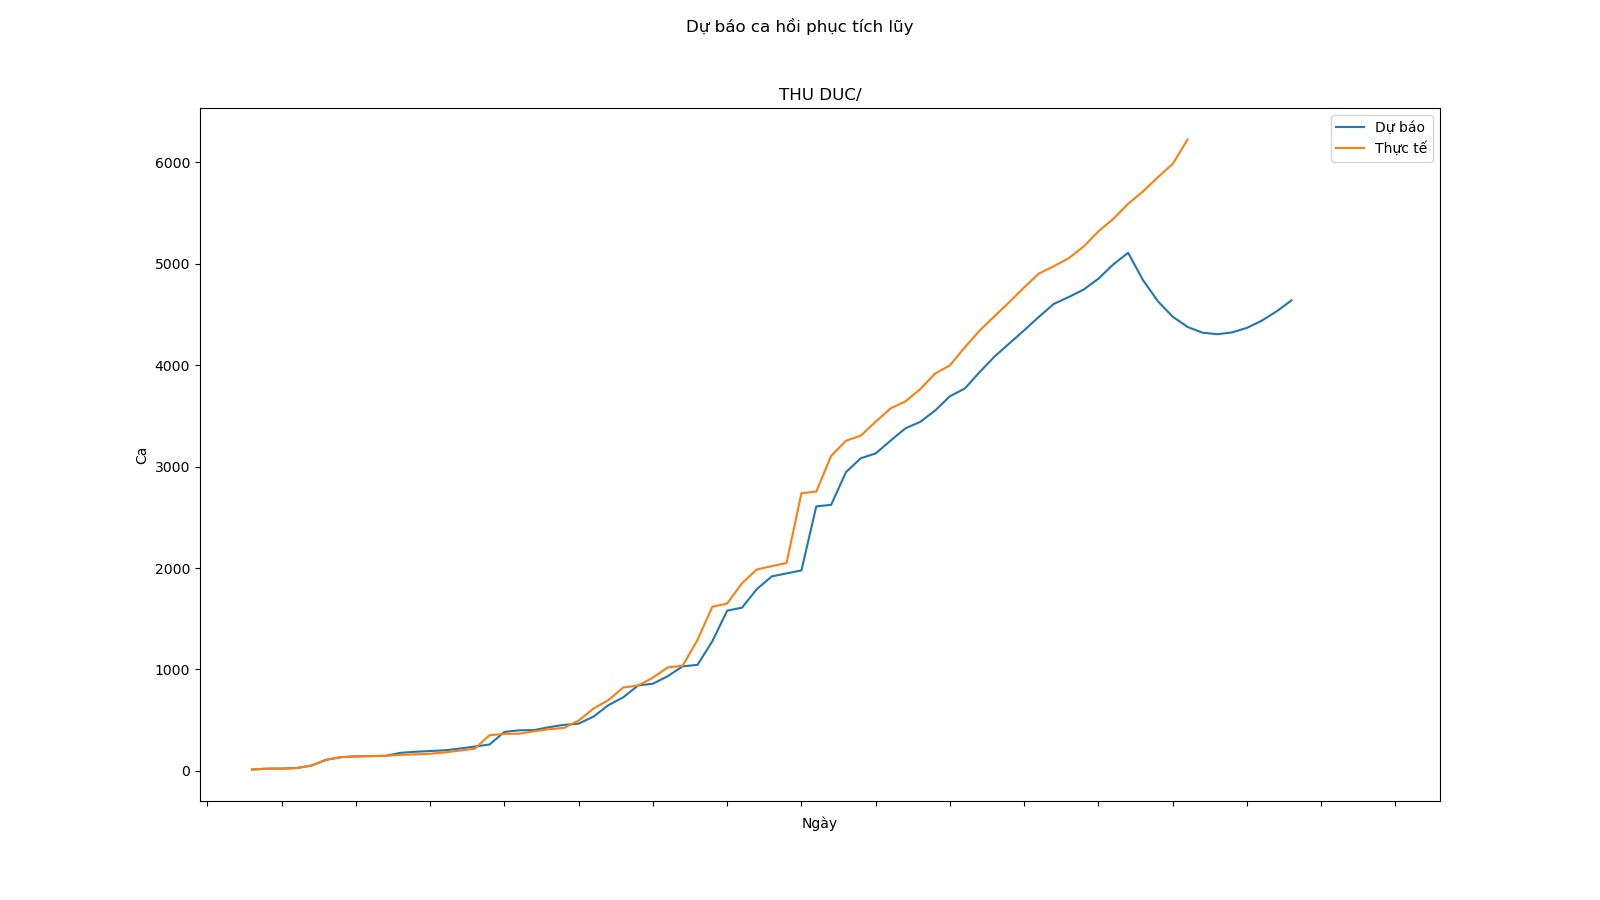 Dự báo ca hồi phục tích lũy
THU DUC/
Dự báo
Thực tế
6000
5000
4000
3000
2000
1000
0
Ca
Ngày